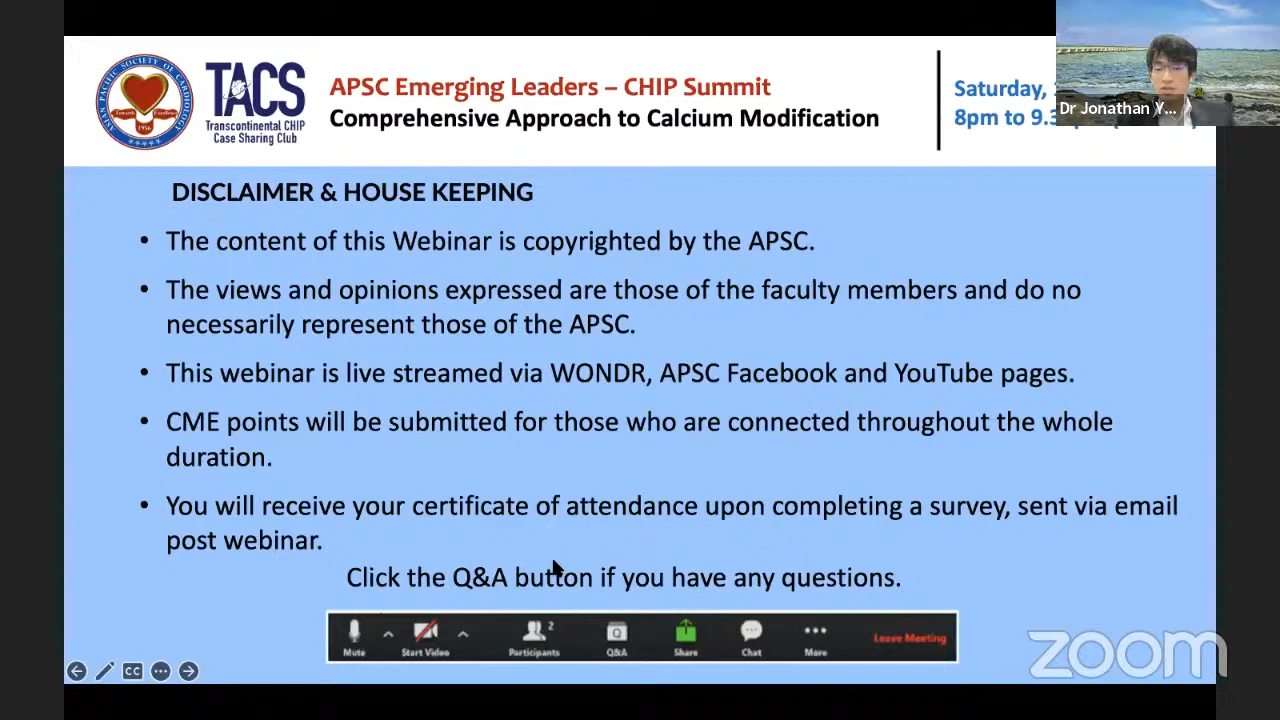 ASIAN PACIFIC SOCIETY OF CARDIOLOGY
1956
TACS
Transcontinental CHIP
Case Sharing Club
APSC Emerging Leaders – CHIP Summit
Comprehensive Approach to Calcium Modification
Saturday,
8pm to 9.3
Dr Jonathan Y...
DISCLAIMER & HOUSE KEEPING
• The content of this Webinar is copyrighted by the APSC.
• The views and opinions expressed are those of the faculty members and do no
necessarily represent those of the APSC.
• This webinar is live streamed via WONDR, APSC Facebook and YouTube pages.
• CME points will be submitted for those who are connected throughout the whole
duration.
• You will receive your certificate of attendance upon completing a survey, sent via email
post webinar.
Click the Q&A button if you have any questions.
2
Mute Start Video Participants Q&A Share Chat More Leave Meeting
CC
zoom